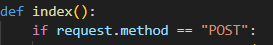 def index():
    if request.method == "POST":